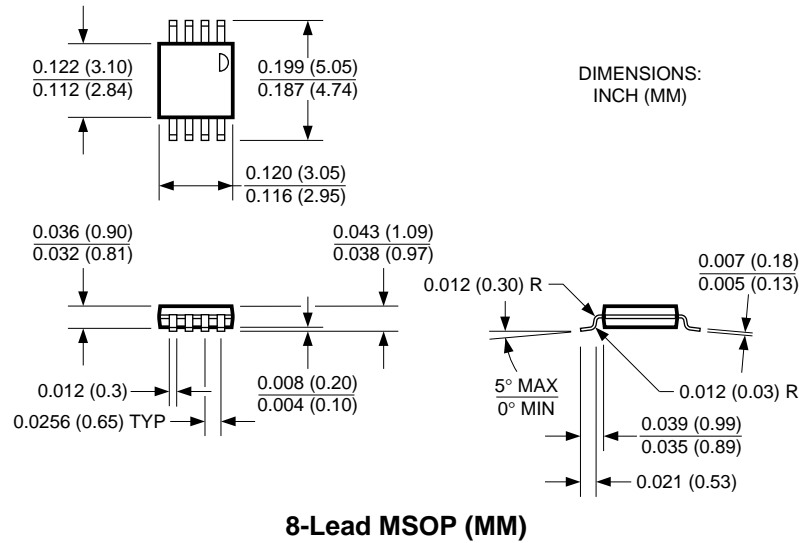 0.122 (3.10)
0.112 (2.84)
0.199 (5.05)
0.187 (4.74)
DIMENSIONS:
INCH (MM)
0.120 (3.05)
0.116 (2.95)
0.036 (0.90)
0.032 (0.81)
0.043 (1.09)
0.038 (0.97)
0.007 (0.18)
0.005 (0.13)
0.012 (0.30) R
0.012 (0.3)
0.008 (0.20)
0.004 (0.10)
5° MAX
0° MIN
0.012 (0.03) R
0.0256 (0.65) TYP
0.039 (0.99)
0.035 (0.89)
0.021 (0.53)
8-Lead MSOP (MM)